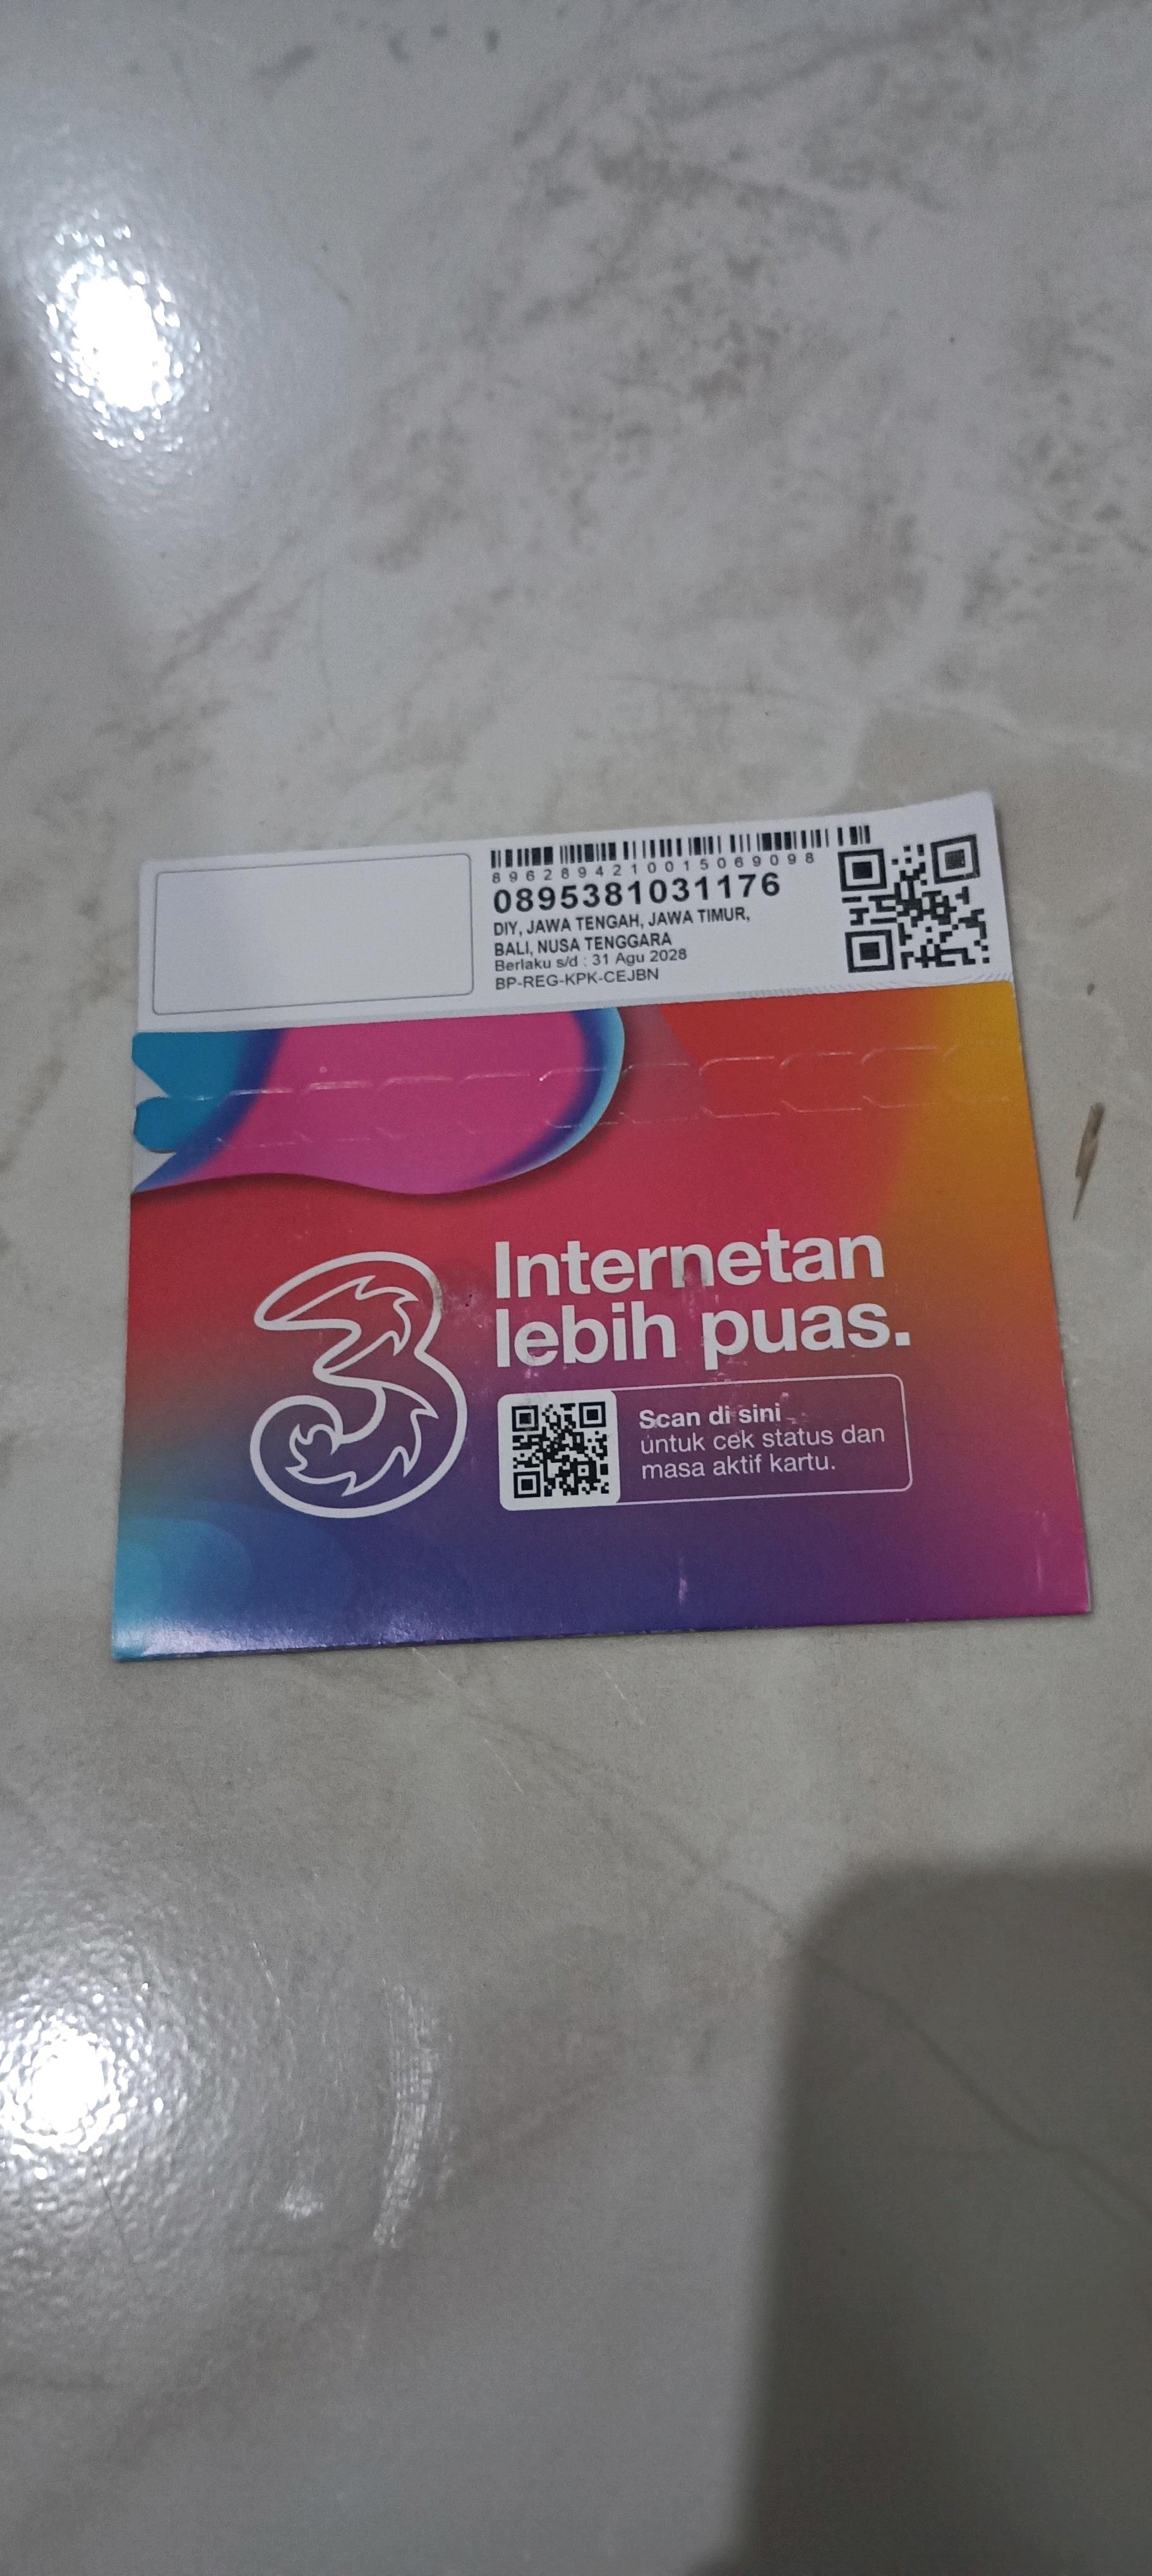 8962894210015069098
0895381031176
DIY, JAWA TENGAH, JAWA TIMUR,
BALI, NUSA TENGGARA
Berlaku s/d : 31 Agu 2028
BP-REG-KPK-CEJBN
3
Internetan
lebih puas.
Scan di sini
untuk cek status dan
masa aktif kartu.